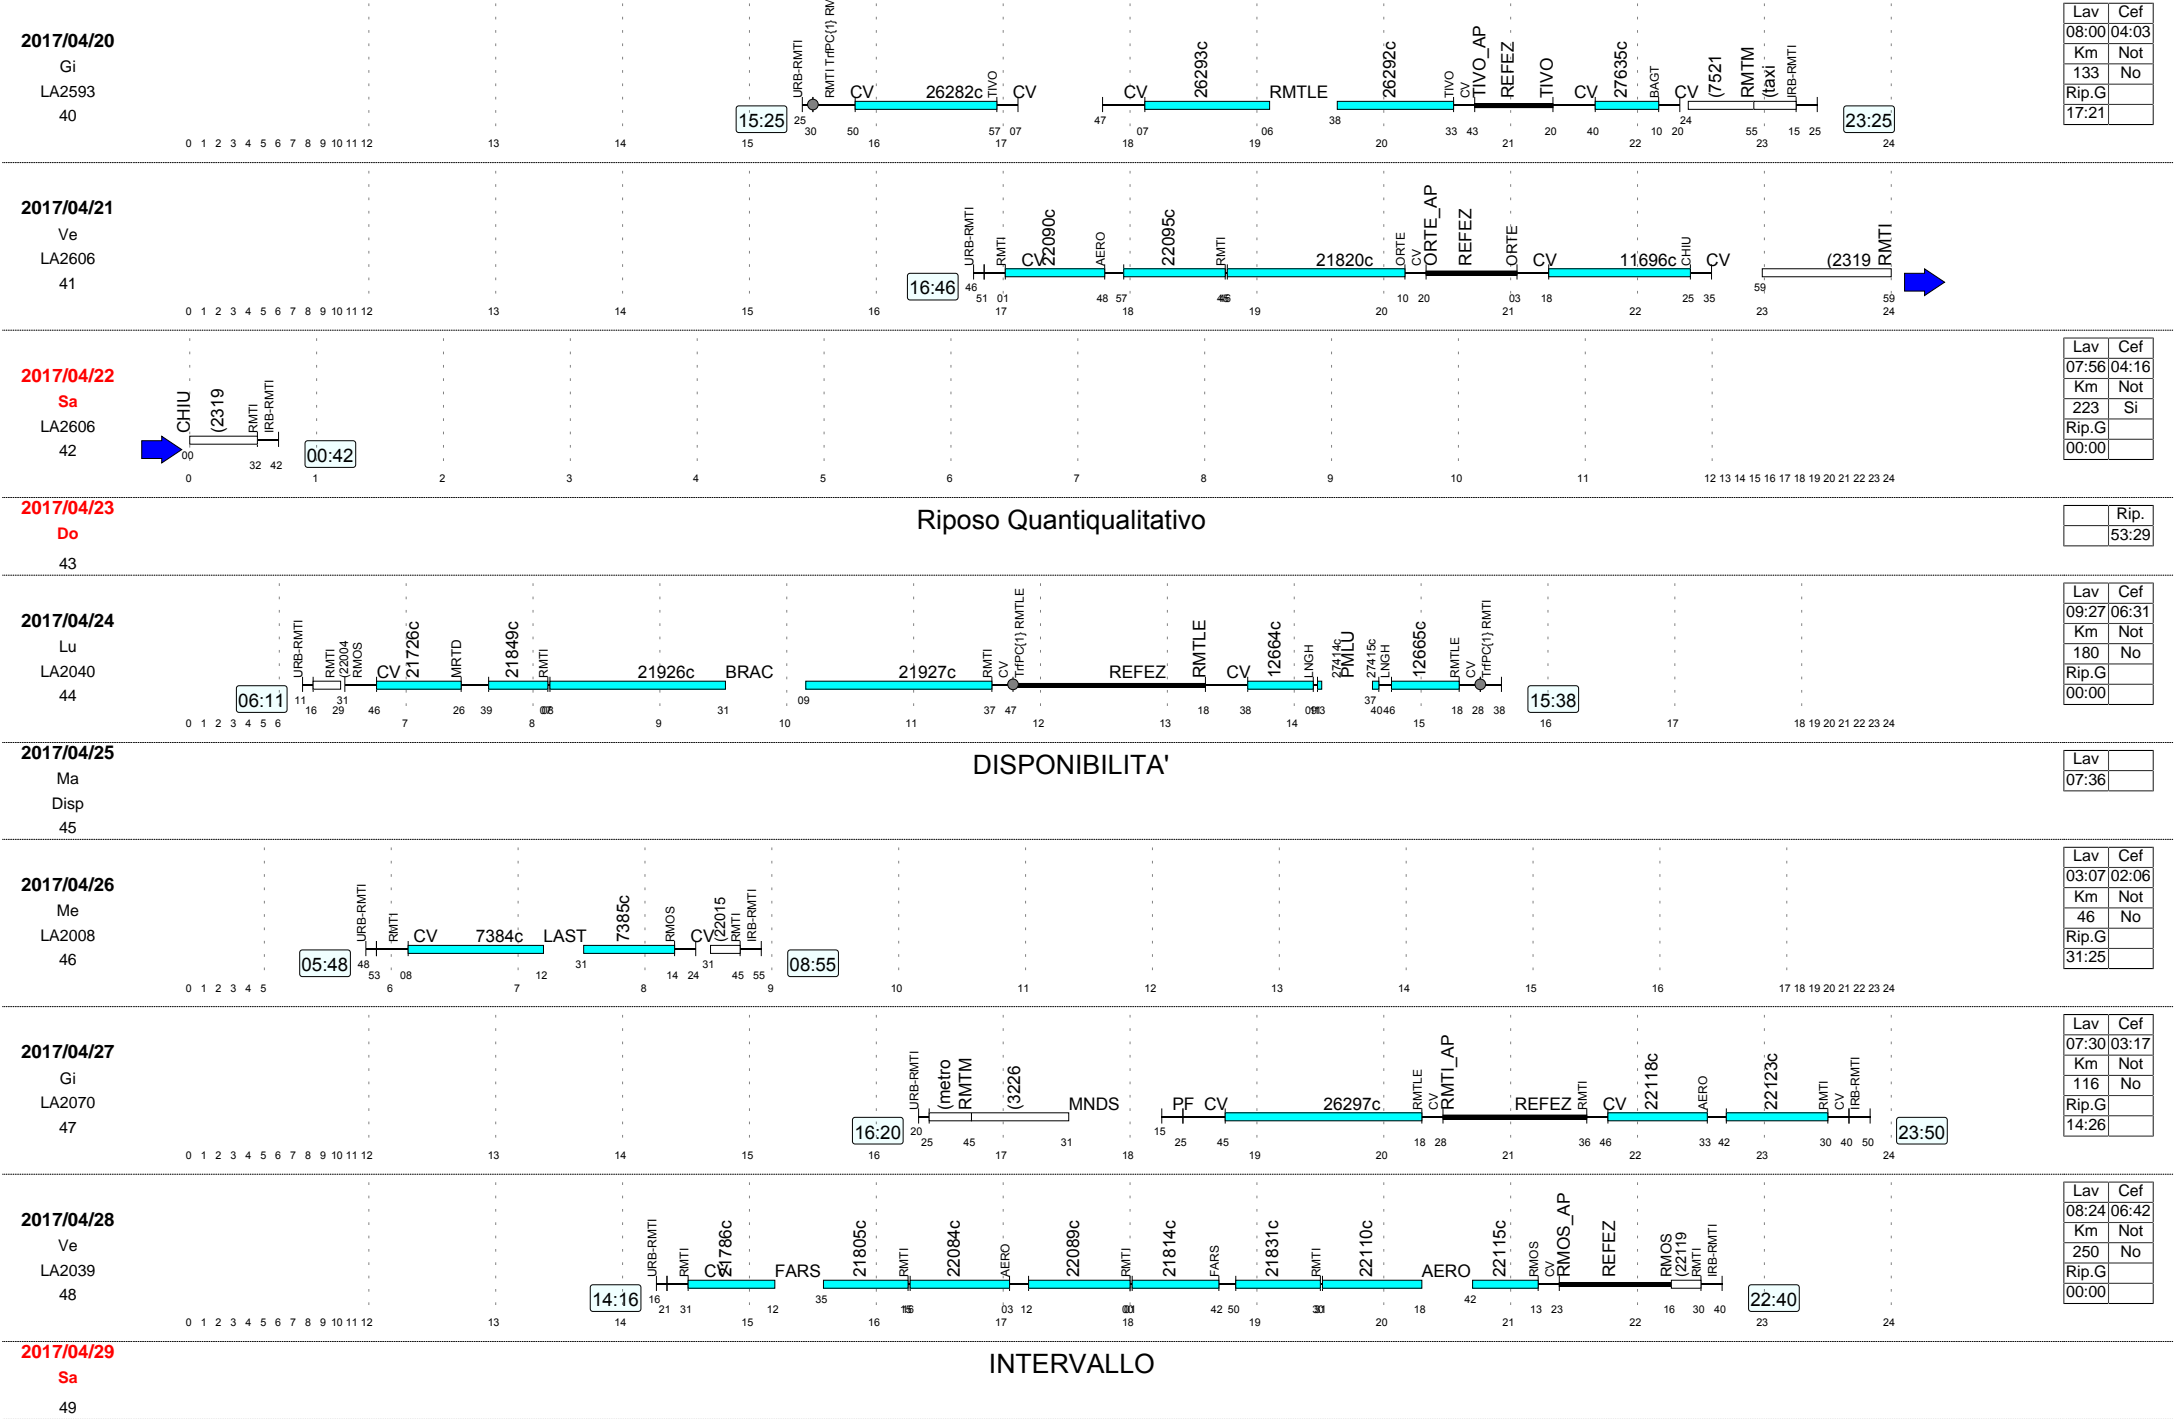 2017/04/20
Gi
LA2593
40
15:25
URB-RMTI
RMTI TrfPC{1} RM
CV
26282c
TIVO
CV
CV
26293c
RMTLE
26292c
TIVO
CV
TIVO_AP
REFEZ
TIVO
CV
27635c
BAGT
CV
(7521
RMTM
(taxi
IRB-RMTI
23:25
25 30 50 57 07 47 07 06 38 33 43 20 40 10 20 24 55 15 25
0 1 2 3 4 5 6 7 8 9 10 11 12 13 14 15 16 17 18 19 20 21 22 23 24
Lav Cef
08:00 04:03
Km Not
133 No
Rip.G
17:21
2017/04/21
Ve
LA2606
41
16:46
URB-RMTI
RMTI
CV
22090c
AERO
22095c
RMTI
21820c
ORTE
CV
ORTE_AP
REFEZ
ORTE
CV
11696c
CHIU
CV
(2319
RMTI
46 51 01 48 57 45 46 10 20 03 18 25 35 59 59
0 1 2 3 4 5 6 7 8 9 10 11 12 13 14 15 16 17 18 19 20 21 22 23 24
2017/04/22
Sa
LA2606
42
CHIU
(2319
RMTI
IRB-RMTI
00:42
00 32 42
0 1 2 3 4 5 6 7 8 9 10 11 12 13 14 15 16 17 18 19 20 21 22 23 24
Lav Cef
07:56 04:16
Km Not
223 Si
Rip.G
00:00
2017/04/23
Do
43
Riposo Quantiqualitativo
Rip.
53:29
2017/04/24
Lu
LA2040
44
06:11
URB-RMTI
RMTI
(22004
RMOS
CV
21726c
MRTD
21849c
RMTI
21926c
BRAC
21927c
RMTI
CV
TrfPC{1} RMTLE
REFEZ
RMTLE
CV
12664c
LNGH
27414c
PMLU
27415c
LNGH
12665c
RMTLE
CV
TrfPC{1} RMTI
15:38
11 16 29 31 46 26 39 07 08 31 09 37 47 18 38 09 11 13 37 40 46 18 28 38
0 1 2 3 4 5 6 7 8 9 10 11 12 13 14 15 16 17 18 19 20 21 22 23 24
Lav Cef
09:27 06:31
Km Not
180 No
Rip.G
00:00
2017/04/25
Ma
Disp
45
DISPONIBILITA'
Lav
07:36
2017/04/26
Me
LA2008
46
05:48
URB-RMTI
RMTI
CV
7384c
LAST
7385c
RMOS
CV
(22015
RMTI
IRB-RMTI
08:55
48 53 08 12 31 14 24 31 45 55
0 1 2 3 4 5 6 7 8 9 10 11 12 13 14 15 16 17 18 19 20 21 22 23 24
Lav Cef
03:07 02:06
Km Not
46 No
Rip.G
31:25
2017/04/27
Gi
LA2070
47
16:20
URB-RMTI
(metro
RMTM
(3226
MNDS
PF
CV
26297c
RMTLE
CV
RMTI_AP
REFEZ
RMTI
CV
22118c
AERO
22123c
RMTI
CV
IRB-RMTI
23:50
20 25 45 31 15 25 45 18 28 36 46 33 42 30 40 50
0 1 2 3 4 5 6 7 8 9 10 11 12 13 14 15 16 17 18 19 20 21 22 23 24
Lav Cef
07:30 03:17
Km Not
116 No
Rip.G
14:26
2017/04/28
Ve
LA2039
48
14:16
URB-RMTI
RMTI
CV
21786c
FARS
21805c
RMTI
22084c
AERO
22089c
RMTI
21814c
FARS
21831c
RMTI
22110c
AERO
22115c
RMOS
CV
RMOS_AP
REFEZ
RMOS
(22119
RMTI
IRB-RMTI
22:40
16 21 31 12 35 15 16 03 12 00 01 42 50 30 31 18 42 13 23 16 30 40
0 1 2 3 4 5 6 7 8 9 10 11 12 13 14 15 16 17 18 19 20 21 22 23 24
Lav Cef
08:24 06:42
Km Not
250 No
Rip.G
00:00
2017/04/29
Sa
49
INTERVALLO